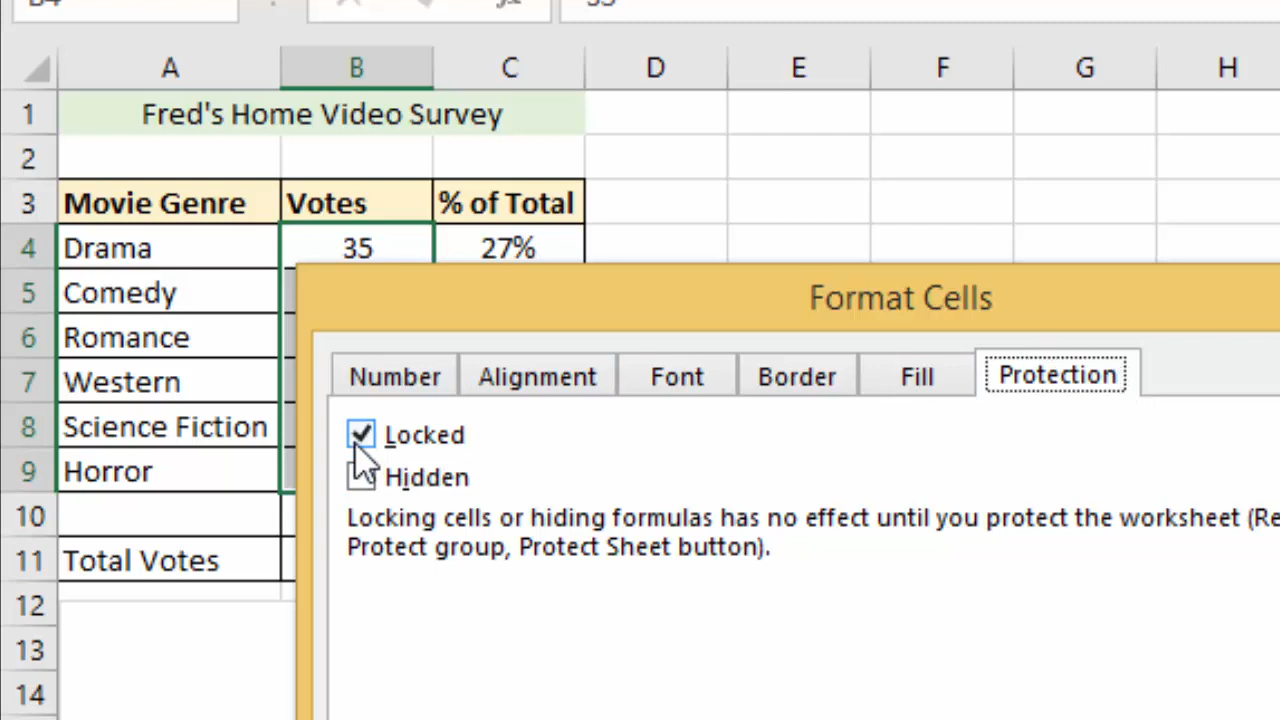 A B C D E F G H
1 Fred's Home Video Survey
2
3 Movie Genre Votes % of Total
4 Drama 35 27%
5 Comedy
Format Cells
6 Romance
7 Western
Number Alignment Font Border Fill Protection
8 Science Fiction
Locked
9 Horror
Hidden
10
Locking cells or hiding formulas has no effect until you protect the worksheet
Protect group, Protect Sheet button).
11 Total Votes
12
13
14